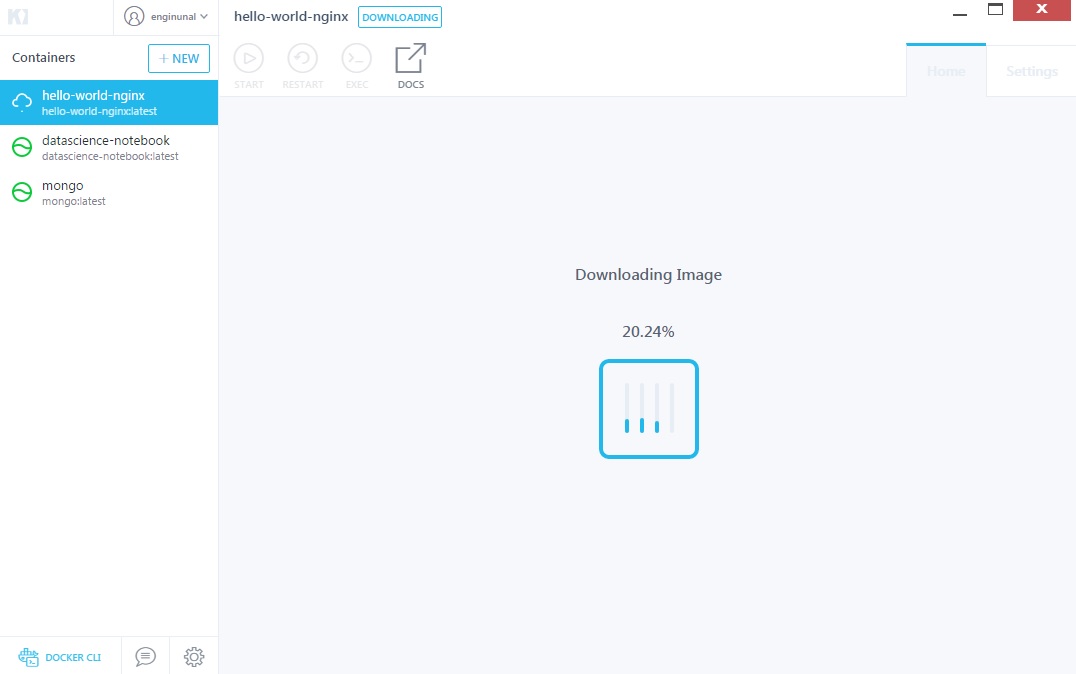 enginunal
hello-world-nginx DOWNLOADING
X
Containers
+ NEW
START RESTART EXEC DOCS
Home Settings
hello-world-nginx
hello-world-nginx:latest
datascience-notebook
datascience-notebook:latest
mongo
mongo:latest
Downloading Image
20.24%
DOCKER CLI